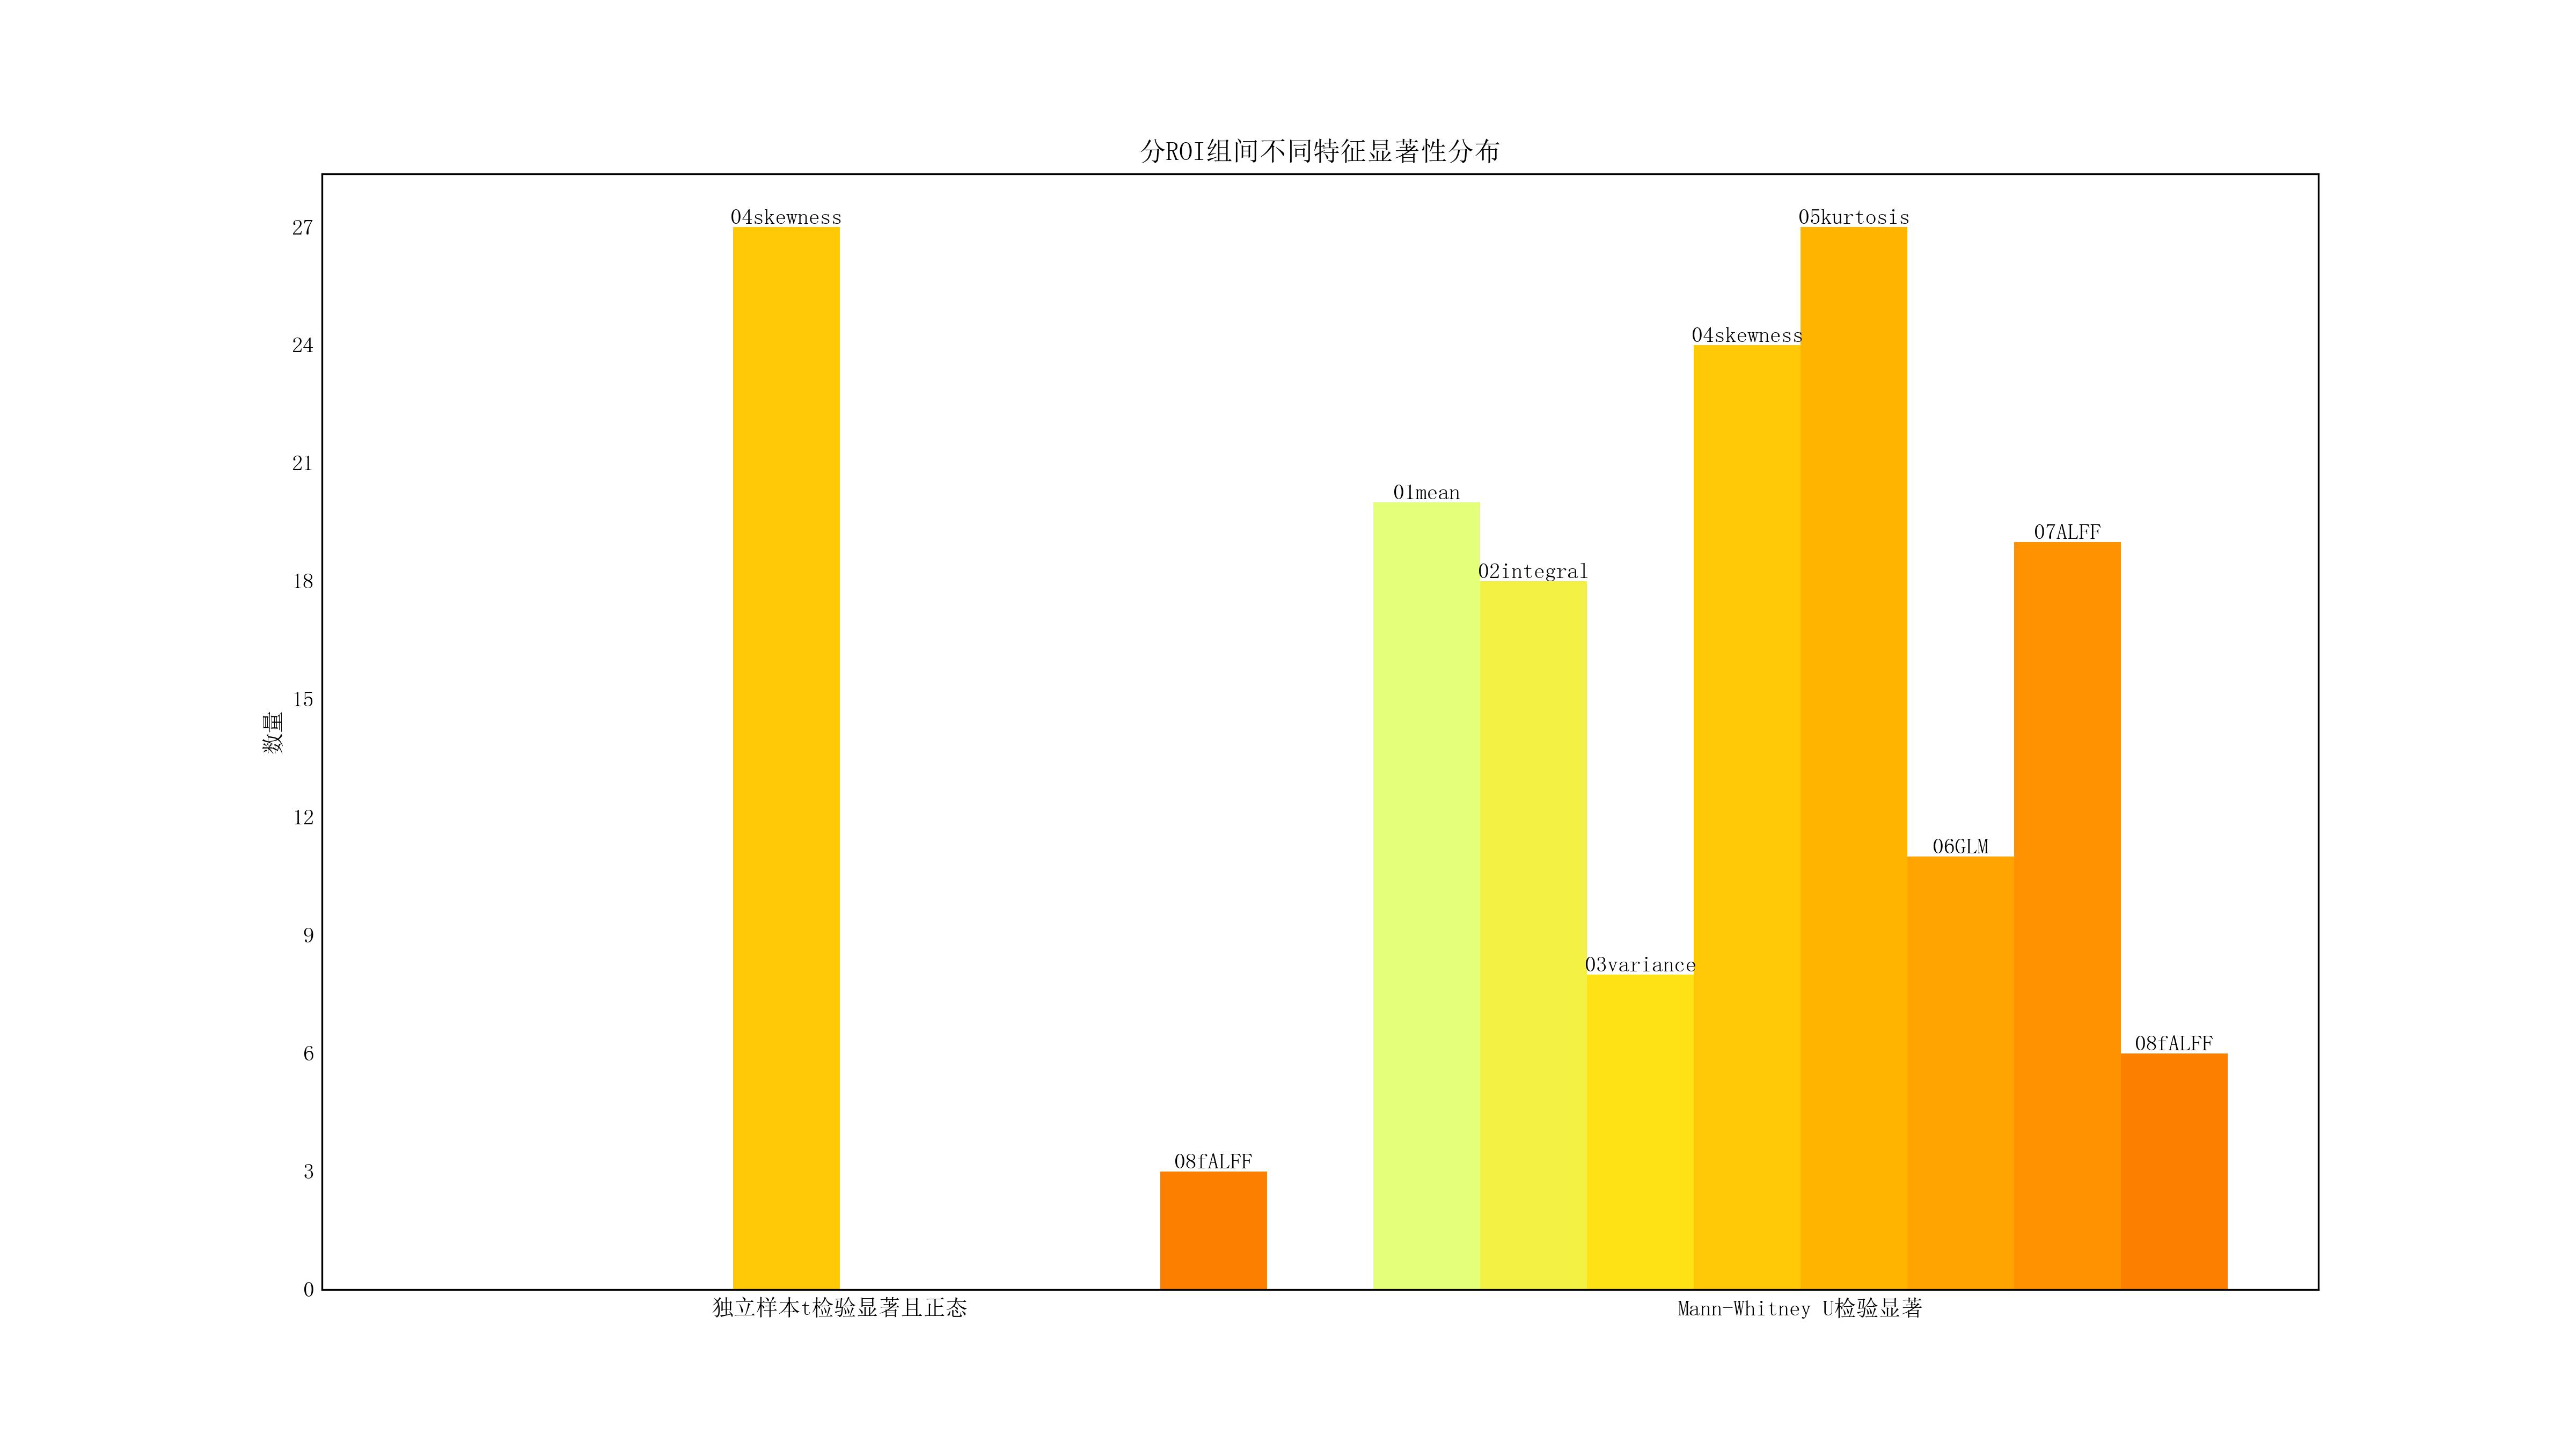 分ROI组间不同特征显著性分布
27
24
21
18
15
12
9
6
3
0
数量
04skewness
08fALFF
01mean
02integral
03variance
04skewness
05kurtosis
06GLM
07ALFF
08fALFF
独立样本t检验显著且正态
Mann-Whitney U检验显著